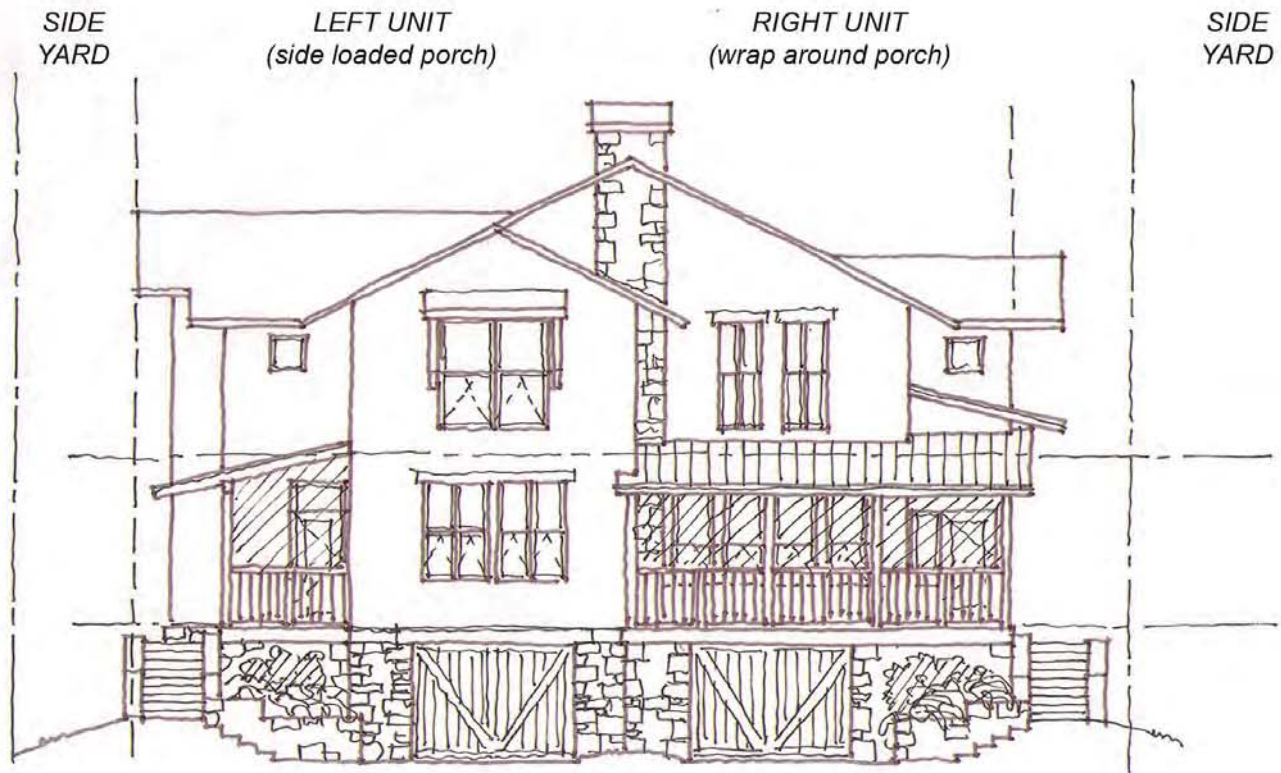 SIDE
YARD
LEFT UNIT
(side loaded porch)
RIGHT UNIT
(wrap around porch)
SIDE
YARD